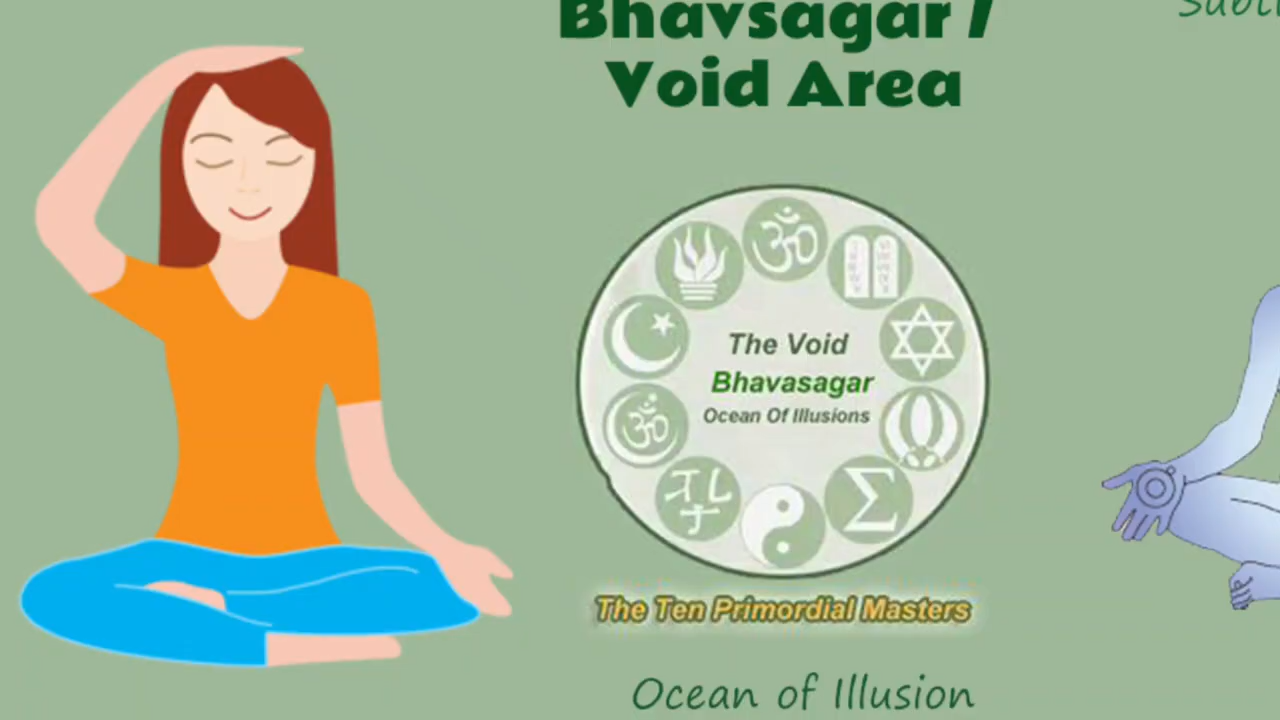 Bhavsagar /
Void Area
The Void
Bhavasagar
Ocean Of Illusions
The Ten Primordial Masters
Ocean of Illusion